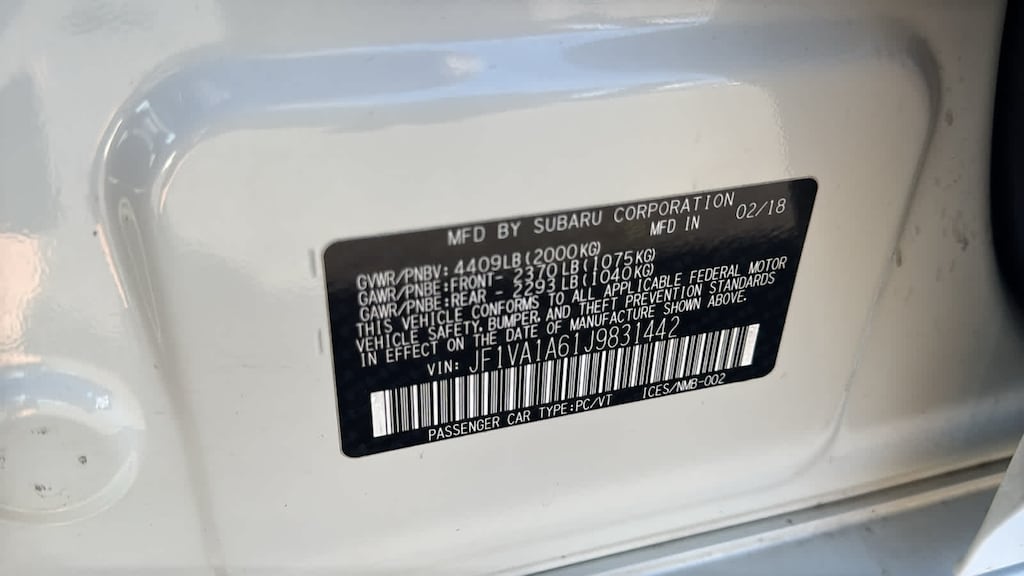 MFD BY SUBARU CORPORATION
MFD IN 02/18
GVWR/PNBV: 4409LB(2000KG)
GAWR/PNBE:FRONT- 2370LB(1075KG)
GAWR/PNBE:REAR - 2293LB(1040KG)
THIS VEHICLE CONFORMS TO ALL APPLICABLE FEDERAL MOTOR
VEHICLE SAFETY, BUMPER, AND THEFT PREVENTION STANDARDS
IN EFFECT ON THE DATE OF MANUFACTURE SHOWN ABOVE.
VIN: JF1VA1A61J9831442
PASSENGER CAR TYPE:PC/VT ICES/NMB-002